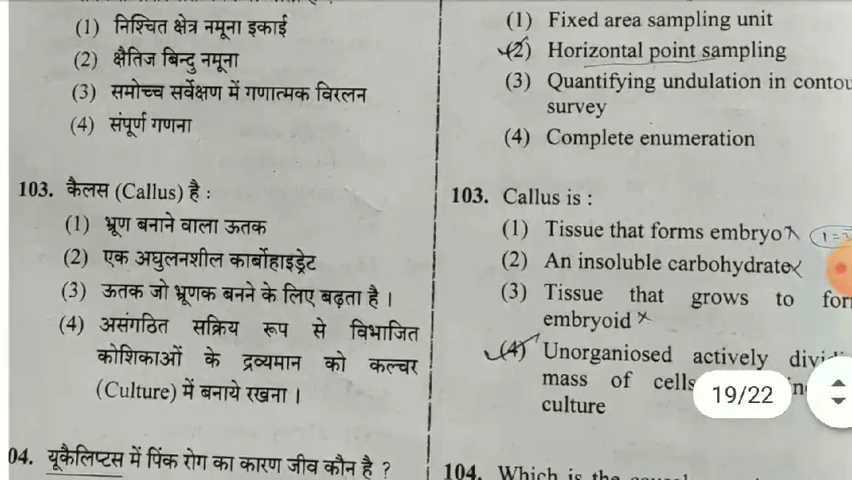 (1) निश्चित क्षेत्र नमूना इकाई
(2) क्षैतिज बिन्दु नमूना
(3) समोच्च सर्वेक्षण में गणात्मक विरलन
(4) संपूर्ण गणना
103. कैलस (Callus) है :
(1) भ्रूण बनाने वाला ऊतक
(2) एक अघुलनशील कार्बोहाइड्रेट
(3) ऊतक जो भ्रूणक बनने के लिए बढ़ता है।
(4) असंगठित सक्रिय रूप से विभाजित
कोशिकाओं के द्रव्यमान को कल्चर
(Culture) में बनाये रखना।
04. यूकैलिप्टस में पिंक रोग का कारण जीव कौन है ?
(1) Fixed area sampling unit
(2) Horizontal point sampling
(3) Quantifying undulation in contou
survey
(4) Complete enumeration
103. Callus is :
(1) Tissue that forms embryo
(2) An insoluble carbohydrate
(3) Tissue that grows to for
embryoid
(4) Unorganiosed actively divi
mass of cells
culture
19/22
104. Which is the